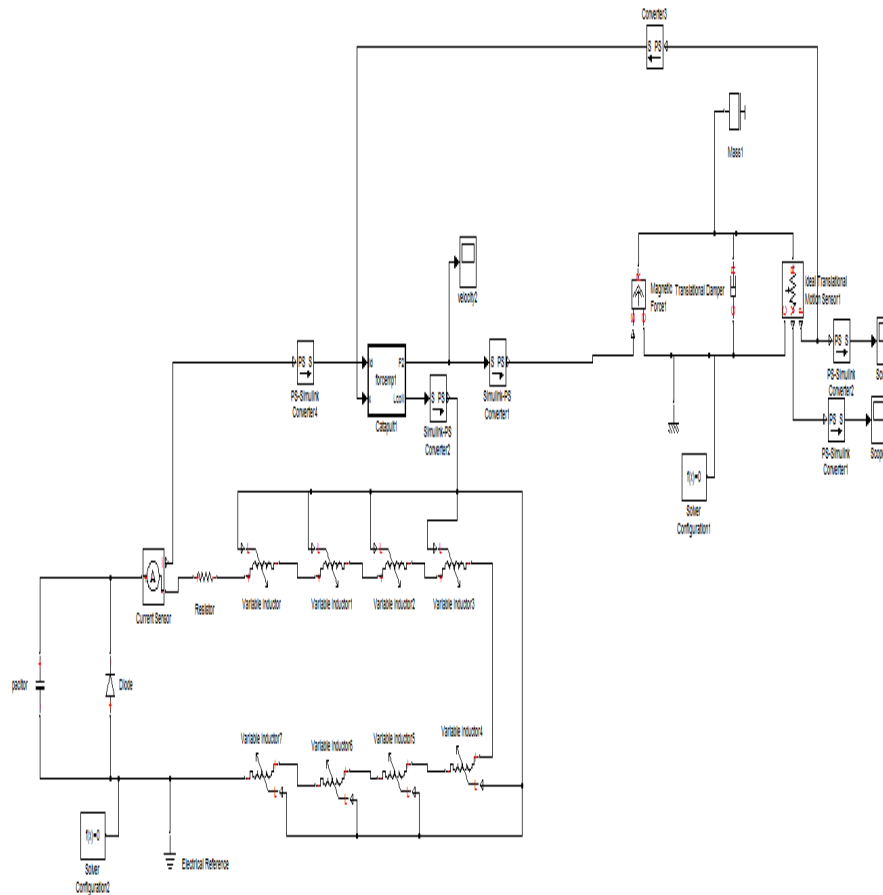 Converter3
S PS
Mass1
velocity2
Magnetic
Force1
Translational Damper
Ideal Translational
Motion Sensor1
PS S
PS-Simulink
Converter4
Id
F2
forcemp1
x
Catapult1
S PS
Simulink-PS
Converter2
S PS
Simulink-PS
Converter1
PS S
PS-Simulink
Converter2
PS S
PS-Simulink
Converter1
f(x)=0
Solver
Configuration1
A
Current Sensor
Resistor
Variable Inductor
Variable Inductor1
Variable Inductor2
Variable Inductor3
pacitor
Diode
Variable Inductor7
Variable Inductor6
Variable Inductor5
Variable Inductor4
f(x)=0
Solver
Configuration2
Electrical Reference